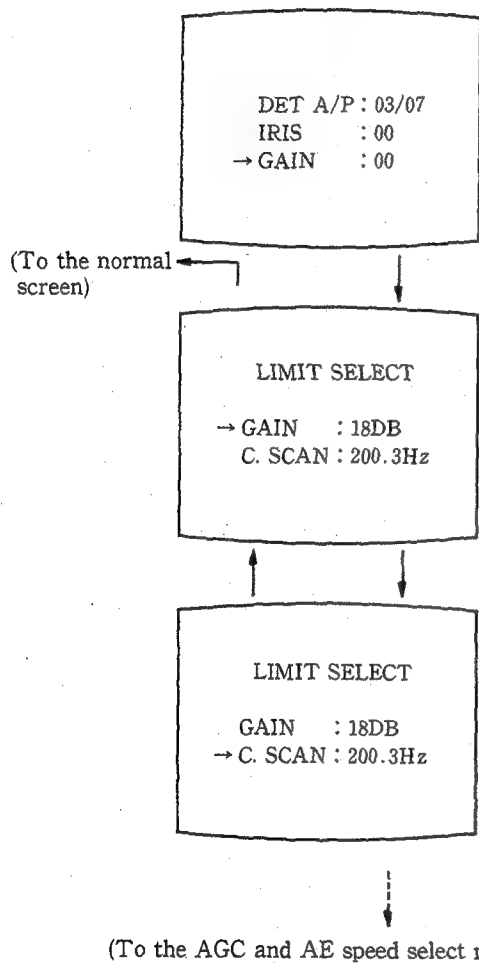 DET A/P : 03/07
IRIS : 00
→ GAIN : 00
(To the normal
screen)
LIMIT SELECT
→ GAIN : 18DB
C. SCAN : 200.3Hz
LIMIT SELECT
GAIN : 18DB
→ C. SCAN : 200.3Hz
(To the AGC and AE speed select